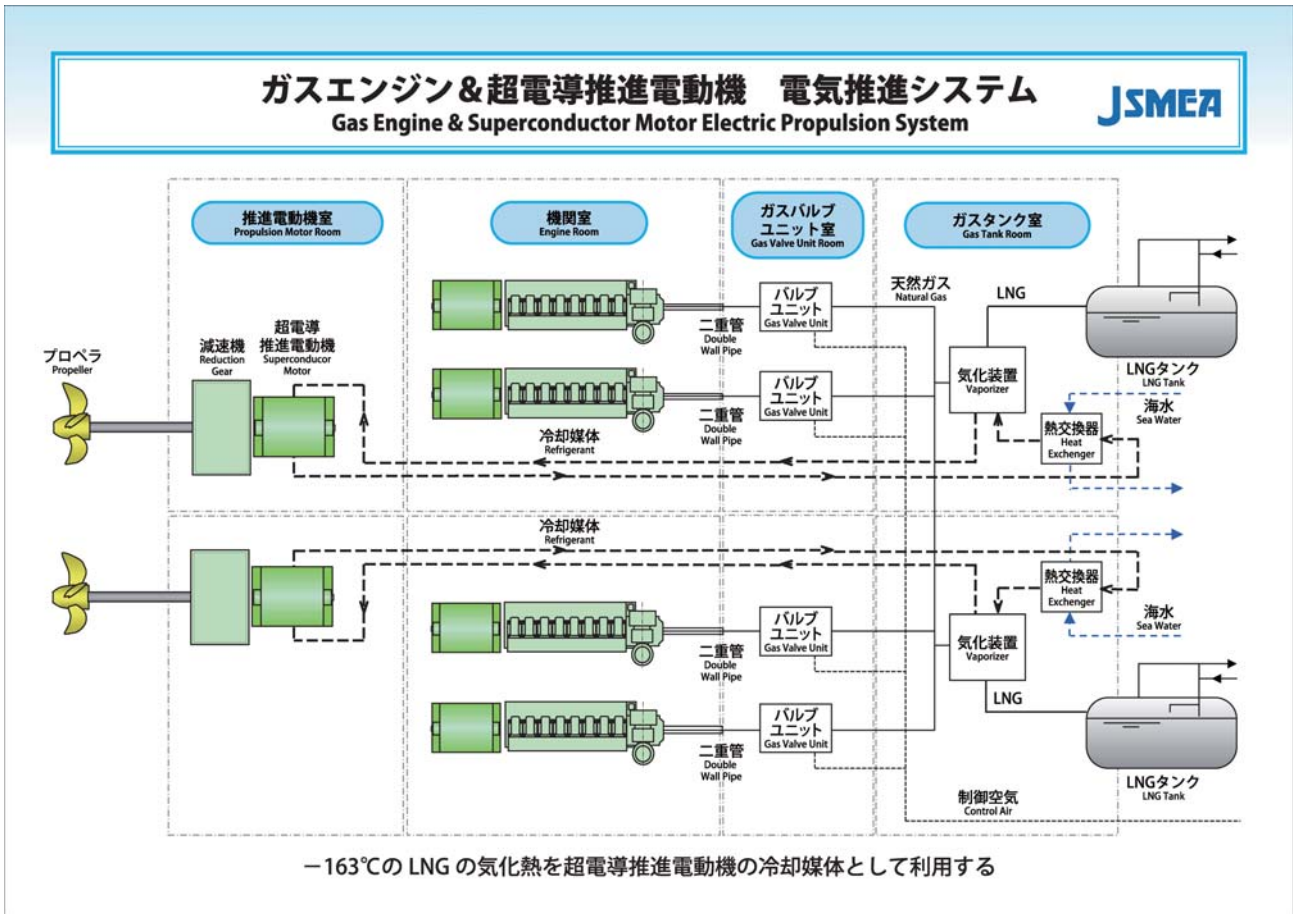 ガスエンジン＆超電導推進電動機　電気推進システム
Gas Engine & Superconductor Motor Electric Propulsion System
JSMEA
推進電動機室
Propulsion Motor Room
機関室
Engine Room
ガスバルブ
ユニット室
Gas Valve Unit Room
ガスタンク室
Gas Tank Room
プロペラ
Propeller
減速機
Reduction
Gear
超電導
推進電動機
Superconducor
Motor
二重管
Double
Wall Pipe
バルブ
ユニット
Gas Valve Unit
天然ガス
Natural Gas
LNG
LNGタンク
LNG Tank
二重管
Double
Wall Pipe
バルブ
ユニット
Gas Valve Unit
気化装置
Vaporizer
海水
Sea Water
熱交換器
Heat
Exchenger
冷却媒体
Refrigerant
冷却媒体
Refrigerant
熱交換器
Heat
Exchenger
海水
Sea Water
二重管
Double
Wall Pipe
バルブ
ユニット
Gas Valve Unit
気化装置
Vaporizer
LNG
二重管
Double
Wall Pipe
バルブ
ユニット
Gas Valve Unit
LNGタンク
LNG Tank
制御空気
Control Air
－163℃の LNG の気化熱を超電導推進電動機の冷却媒体として利用する